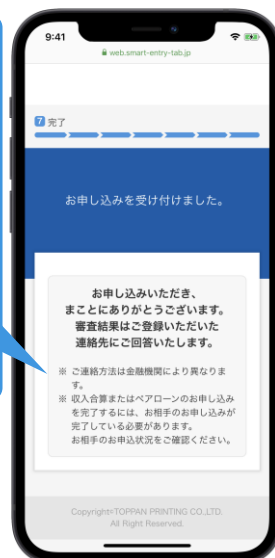 9:41
web.smart-entry-tab.jp
7 完了
お申し込みを受け付けました。
お申し込みいただき、
まことにありがとうございます。
審査結果はご登録いただいた
連絡先にご回答いたします。
※ ご連絡方法は金融機関により異なりま
す。
※ 収入合算またはペアローンのお申し込み
を完了するには、お相手のお申し込みが
完了している必要があります。
お相手のお申込状況をご確認ください。
Copyright=TOPPAN PRINTING CO.,LTD.
All Right Reserved.